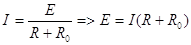 I = E / (R + R₀) => E = I(R + R₀)